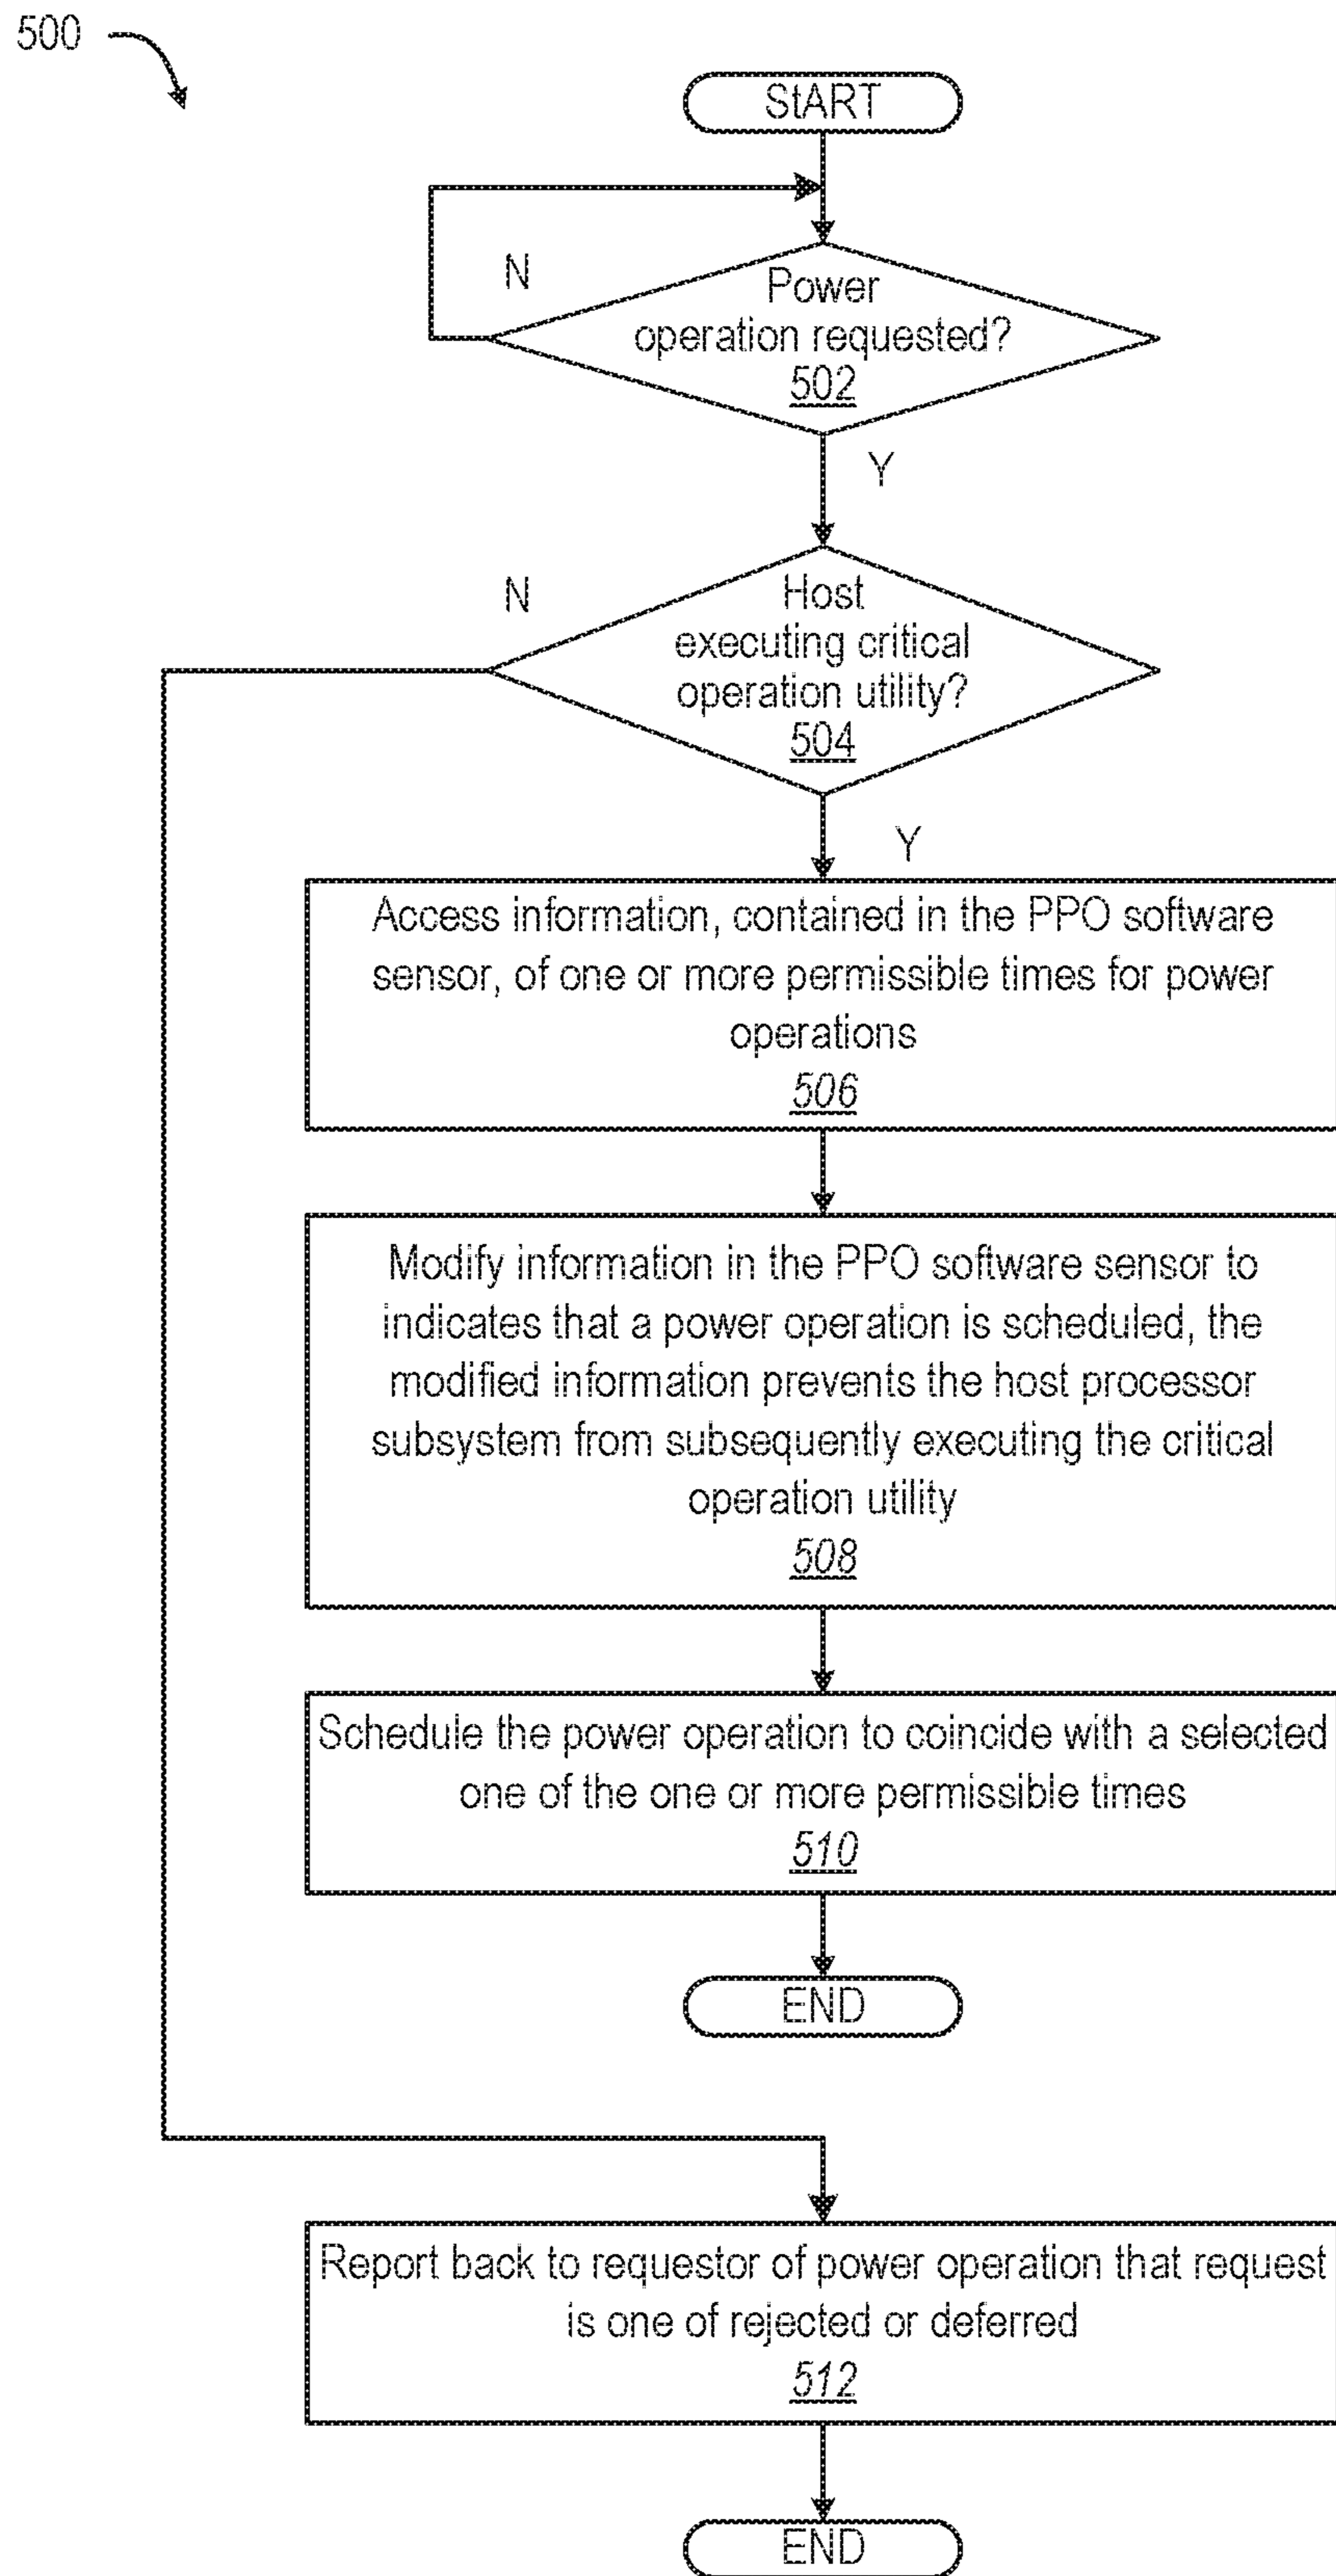 500
StART
N
Power
operation requested?
502
Y
N
Host
executing critical
operation utility?
504
Y
Access information, contained in the PPO software
sensor, of one or more permissible times for power
operations
506
Modify information in the PPO software sensor to
indicates that a power operation is scheduled, the
modified information prevents the host processor
subsystem from subsequently executing the critical
operation utility
508
Schedule the power operation to coincide with a selected
one of the one or more permissible times
510
END
Report back to requestor of power operation that request
is one of rejected or deferred
512
END